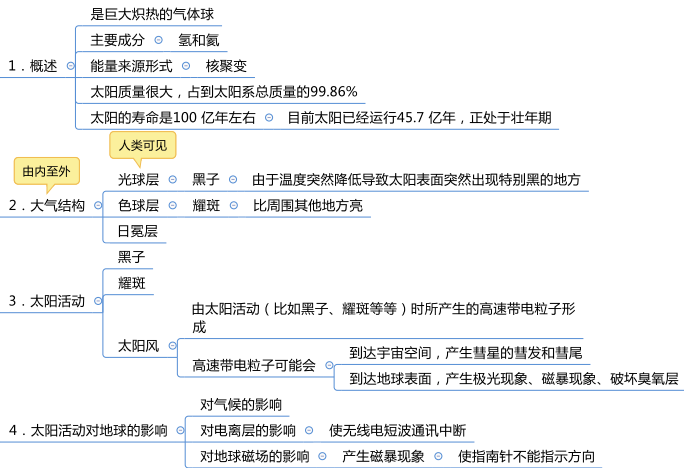 1．概述
是巨大炽热的气体球
主要成分
氢和氦
能量来源形式
核聚变
太阳质量很大，占到太阳系总质量的99.86%
太阳的寿命是100 亿年左右
目前太阳已经运行45.7 亿年，正处于壮年期
由内至外
2．大气结构
人类可见
光球层
黑子
由于温度突然降低导致太阳表面突然出现特别黑的地方
色球层
耀斑
比周围其他地方亮
日冕层
3．太阳活动
黑子
耀斑
太阳风
由太阳活动（比如黑子、耀斑等等）时所产生的高速带电粒子形
成
高速带电粒子可能会
到达宇宙空间，产生彗星的彗发和彗尾
到达地球表面，产生极光现象、磁暴现象、破坏臭氧层
4．太阳活动对地球的影响
对气候的影响
对电离层的影响
使无线电短波通讯中断
对地球磁场的影响
产生磁暴现象
使指南针不能指示方向